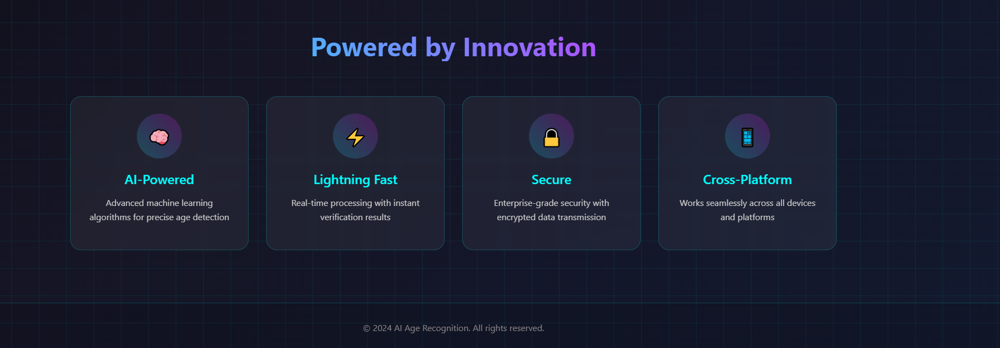 Powered by Innovation
AI-Powered
Advanced machine learning
algorithms for precise age detection
Lightning Fast
Real-time processing with instant
verification results
Secure
Enterprise-grade security with
encrypted data transmission
Cross-Platform
Works seamlessly across all devices
and platforms
© 2024 AI Age Recognition. All rights reserved.